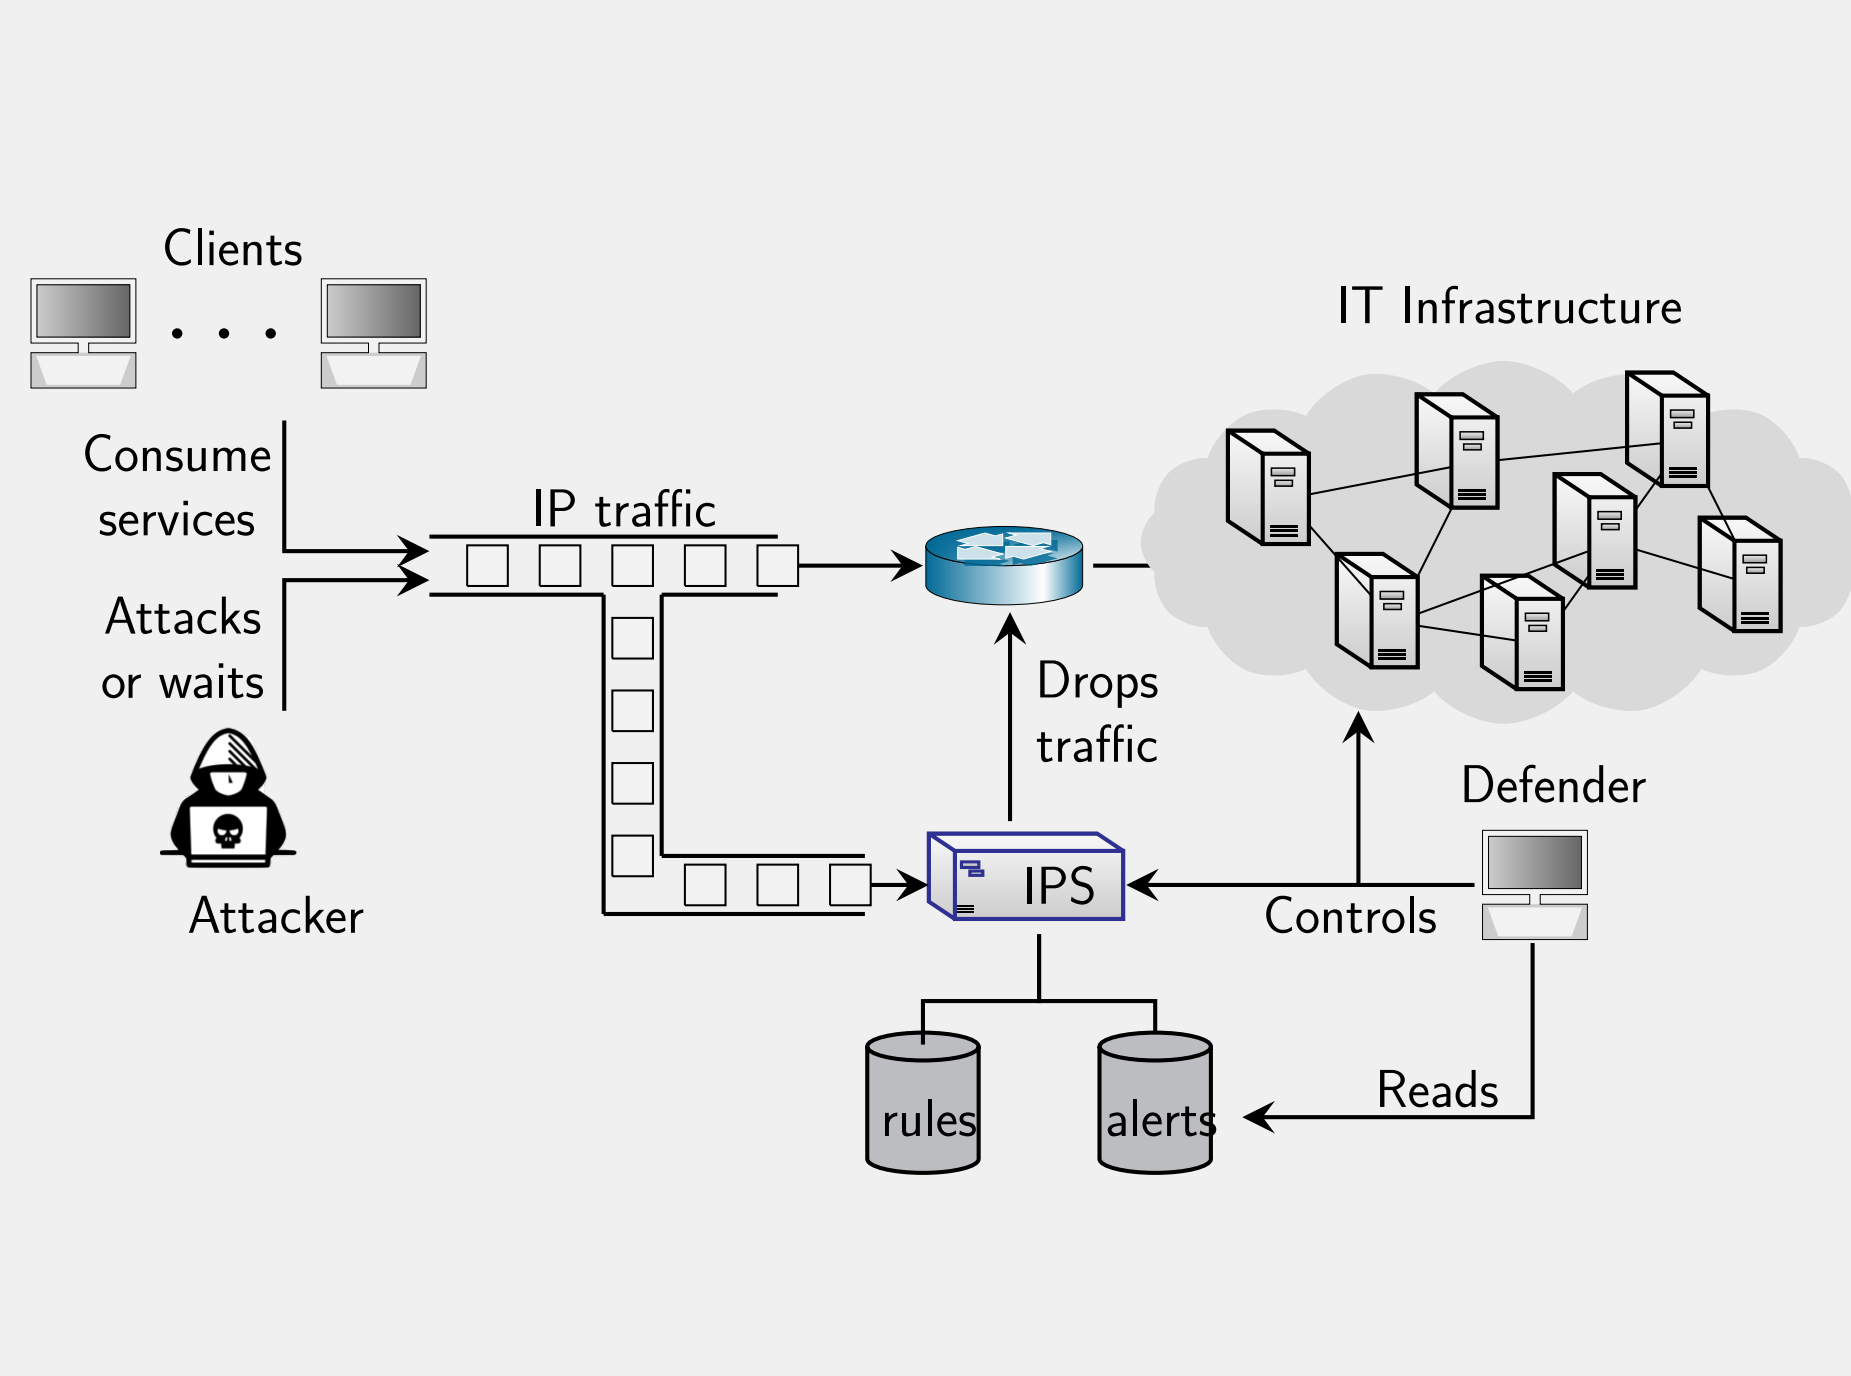 Clients
IT Infrastructure
Consume
services
IP traffic
Attacks
or waits
Drops
traffic
Defender
IPS
Controls
Attacker
Reads
rules
alerts